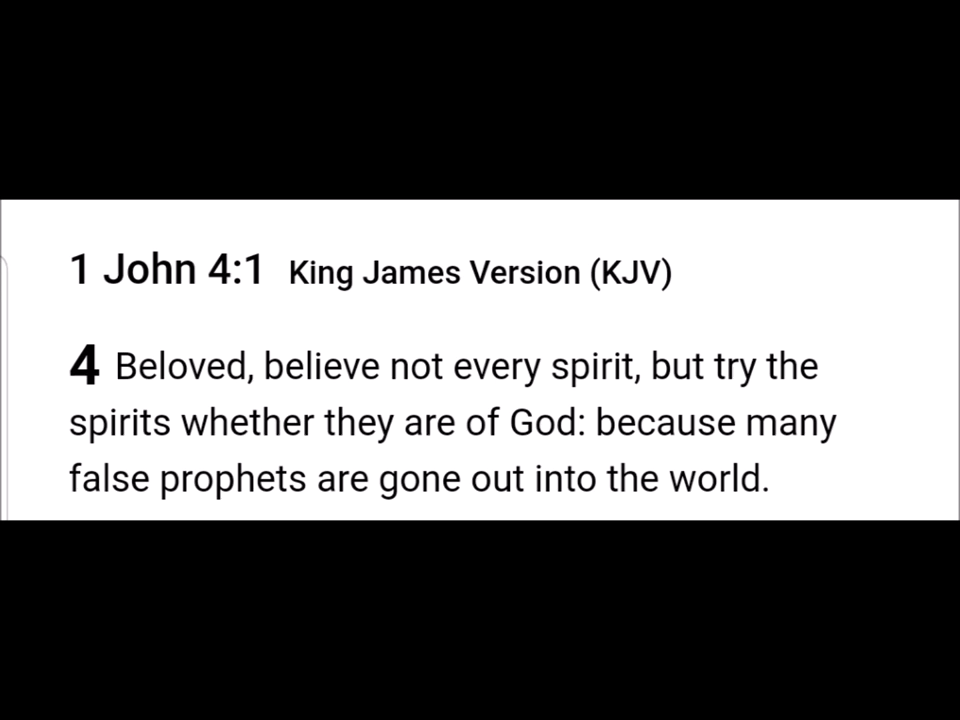 1 John 4:1 King James Version (KJV)
4 Beloved, believe not every spirit, but try the
spirits whether they are of God: because many
false prophets are gone out into the world.